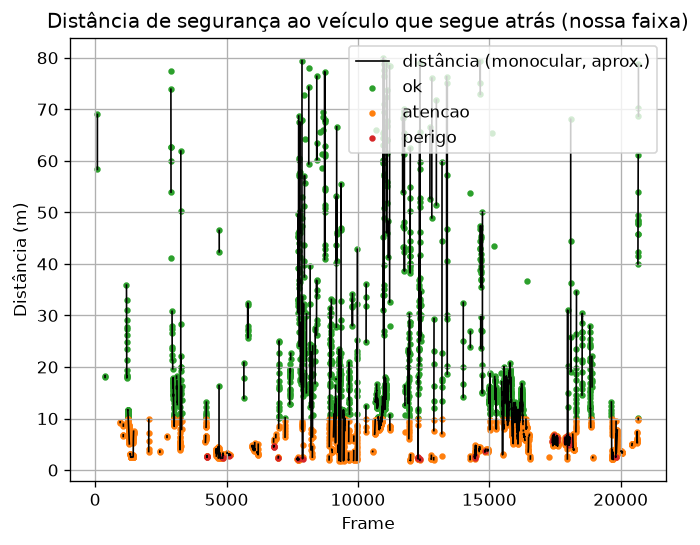 Distância de segurança ao veículo que segue atrás (nossa faixa)
distância (monocular, aprox.)
ok
atencao
perigo
80
70
60
50
40
30
20
10
0
Distância (m)
0
5000
10000
15000
20000
Frame